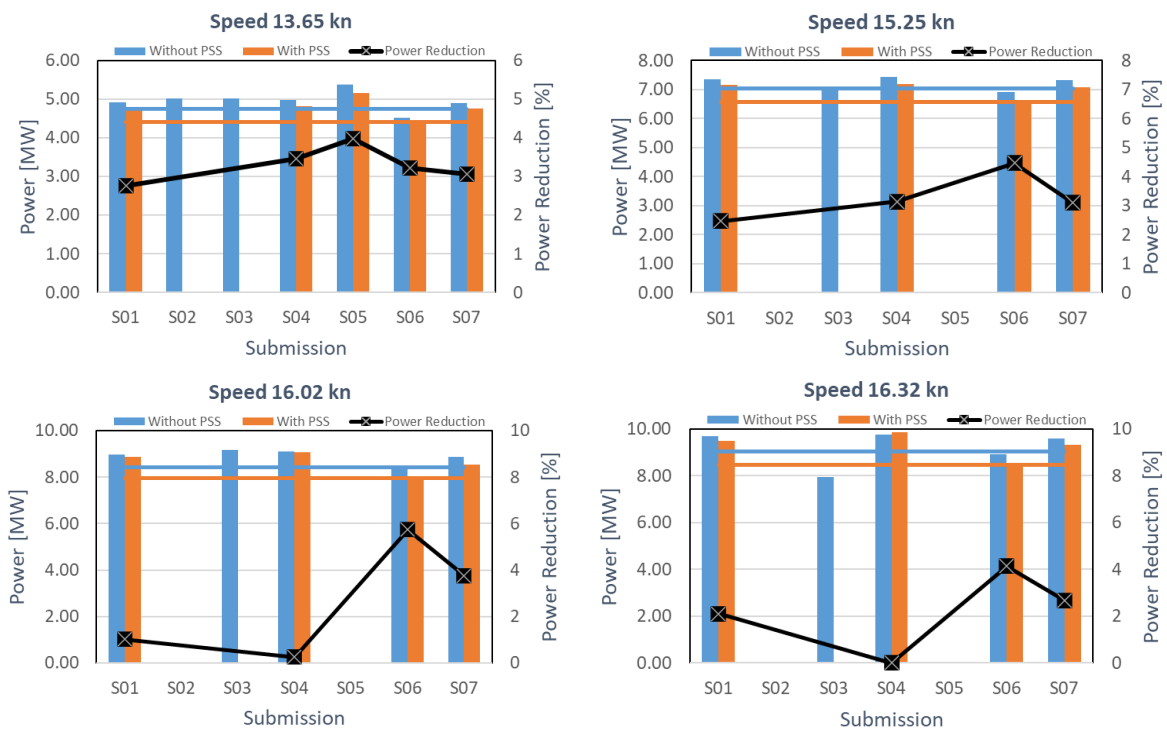 Speed 13.65 kn
Without PSS With PSS Power Reduction
Power [MW]
6.00
5.00
4.00
3.00
2.00
1.00
0.00
6
5
4
3
2
1
0
Power Reduction [%]
S01 S02 S03 S04 S05 S06 S07
Submission
Speed 15.25 kn
Without PSS With PSS Power Reduction
Power [MW]
8.00
7.00
6.00
5.00
4.00
3.00
2.00
1.00
0.00
8
7
6
5
4
3
2
1
0
Power Reduction [%]
S01 S02 S03 S04 S05 S06 S07
Submission
Speed 16.02 kn
Without PSS With PSS Power Reduction
Power [MW]
10.00
8.00
6.00
4.00
2.00
0.00
10
8
6
4
2
0
Power Reduction [%]
S01 S02 S03 S04 S05 S06 S07
Submission
Speed 16.32 kn
Without PSS With PSS Power Reduction
Power [MW]
10.00
8.00
6.00
4.00
2.00
0.00
10
8
6
4
2
0
Power Reduction [%]
S01 S02 S03 S04 S05 S06 S07
Submission